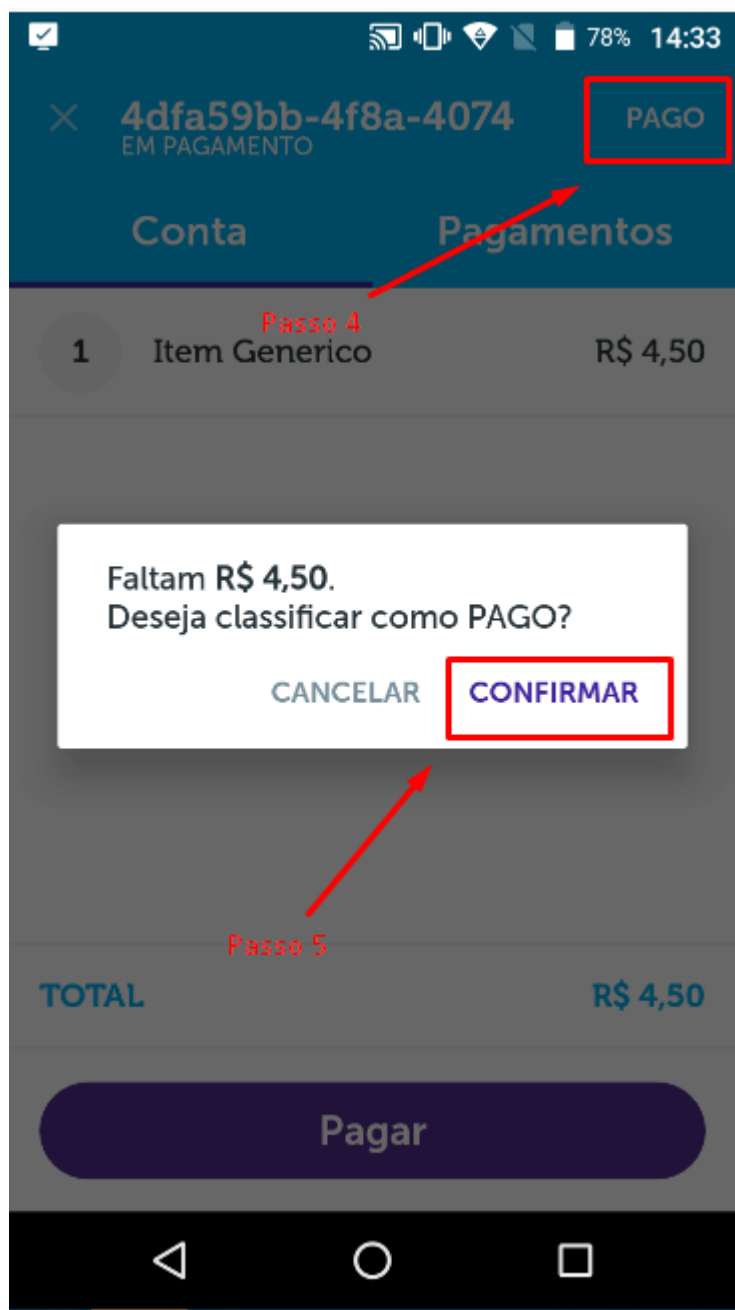 78% 14:33
4dfa59bb-4f8a-4074 PAGO
EM PAGAMENTO
Conta Pagamentos
Passo 4
1 Item Generico R$ 4,50
Faltam R$ 4,50.
Deseja classificar como PAGO?
CANCELAR CONFIRMAR
Passo 5
TOTAL R$ 4,50
Pagar